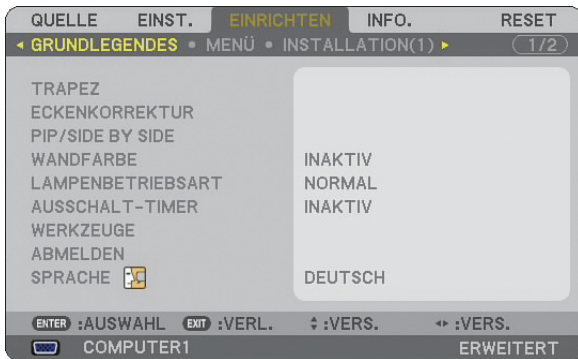 QUELLE EINST. EINRICHTEN INFO. RESET
GRUNDLEGENDES • MENÜ • INSTALLATION(1) 1/2
TRAPEZ
ECKENKORREKTUR
PIP/SIDE BY SIDE
WANDFARBE INAKTIV
LAMPENBETRIEBSART NORMAL
AUSSCHALT-TIMER INAKTIV
WERKZEUGE
ABMELDEN
SPRACHE DEUTSCH
ENTER :AUSWAHL EXIT :VERL. :VERS. :VERS.
COMPUTER1 ERWEITERT